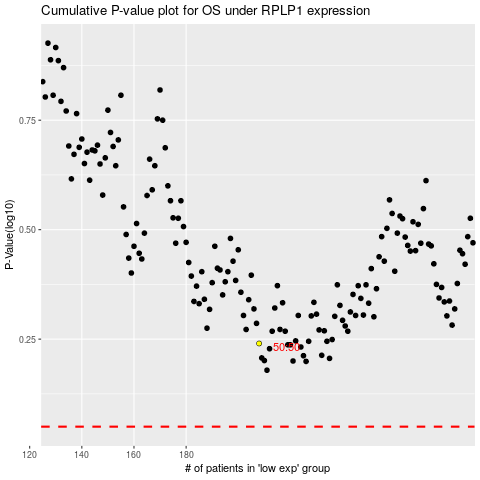 Cumulative P-value plot for OS under RPLP1 expression
P-Value(log10)
0.75
0.50
0.25
50:50
120 140 160 180
# of patients in 'low exp' group